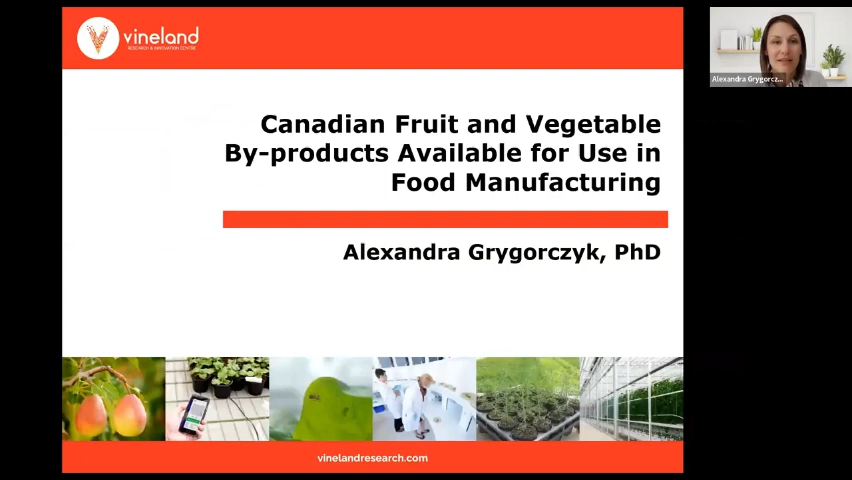 vineland
RESEARCH & INNOVATION CENTRE
Alexandra Grygorcz...
Canadian Fruit and Vegetable
By-products Available for Use in
Food Manufacturing
Alexandra Grygorczyk, PhD
vinelandresearch.com